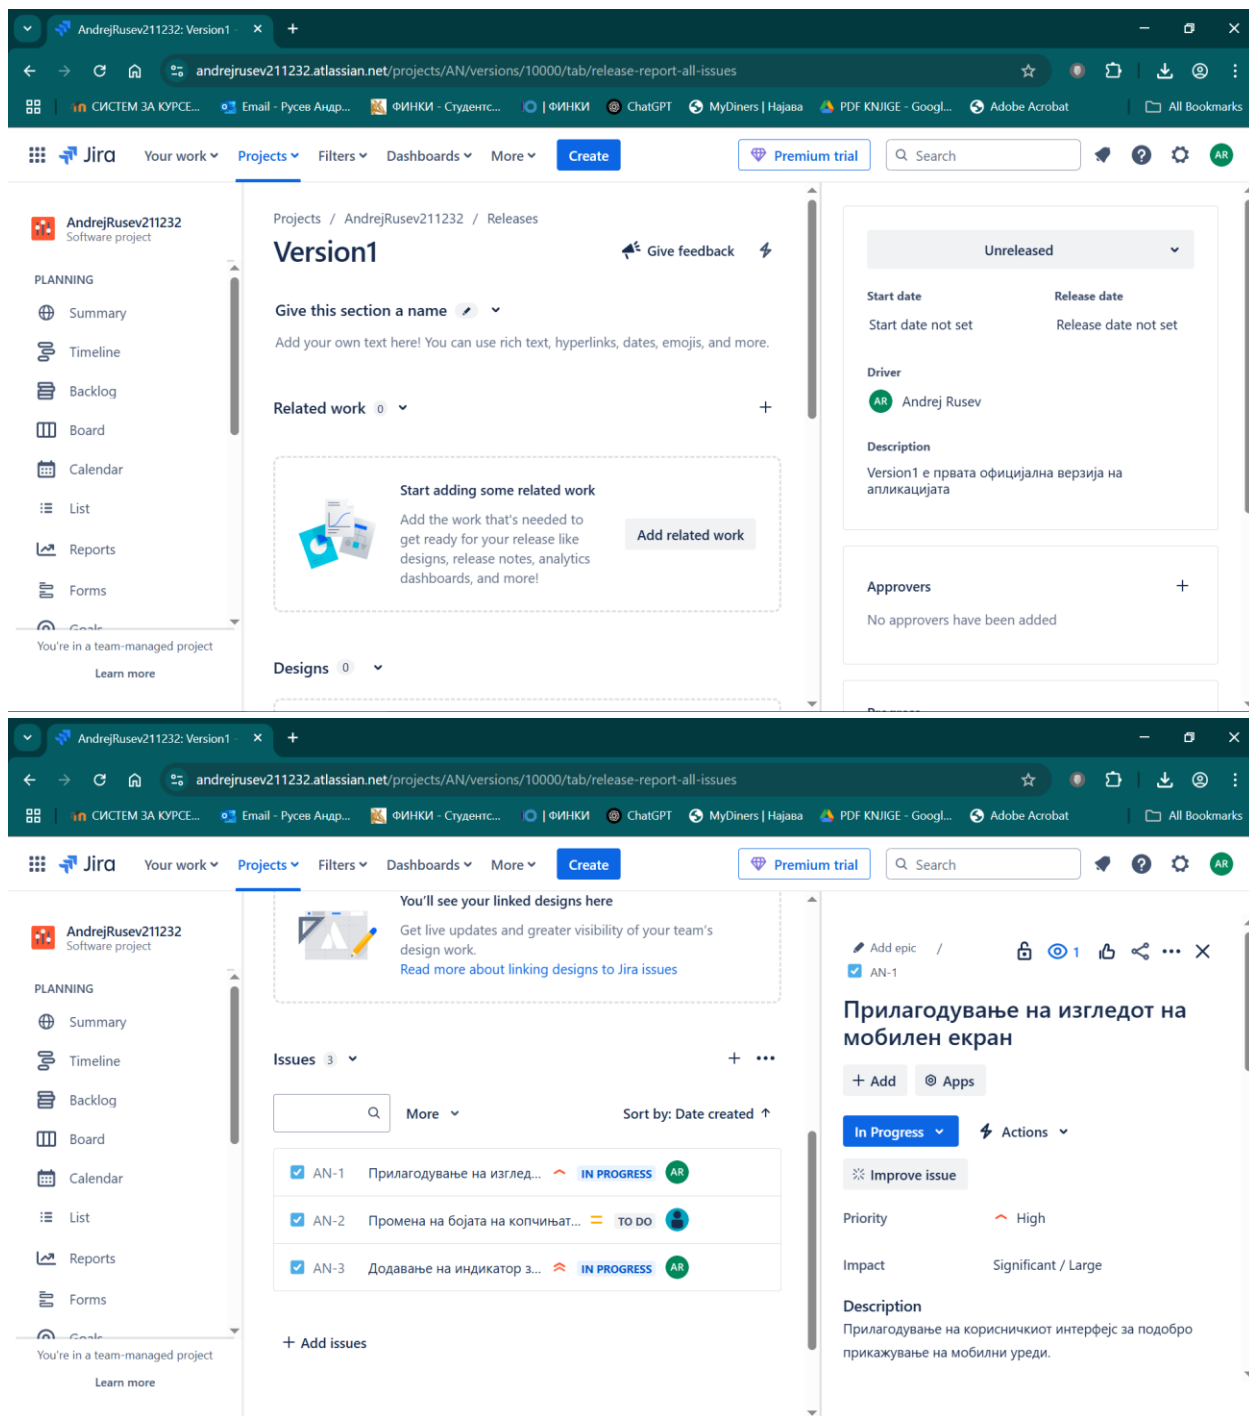 AndrejRusev211232: Version1 -
andrejrusev211232.atlassian.net/projects/AN/versions/10000/tab/release-report-all-issues
СИСТЕМ ЗА КУРСЕ... Email - Русев Андр... ФИНКИ - Студентс... | ФИНКИ ChatGPT MyDiners | Најава PDF KNJIGE - Googl... Adobe Acrobat All Bookmarks
Jira Your work Projects Filters Dashboards More Create Premium trial Search AR
AndrejRusev211232
Software project
PLANNING
Summary
Timeline
Backlog
Board
Calendar
List
Reports
Forms
Goals
You're in a team-managed project
Learn more
Projects / AndrejRusev211232 / Releases
Version1
Give feedback
Give this section a name
Add your own text here! You can use rich text, hyperlinks, dates, emojis, and more.
Related work 0
Start adding some related work
Add the work that's needed to
get ready for your release like
designs, release notes, analytics
dashboards, and more!
Add related work
Designs 0
Unreleased
Start date Release date
Start date not set Release date not set
Driver
AR Andrej Rusev
Description
Version1 е првата официјална верзија на
апликацијата
Approvers
No approvers have been added
Progress
AndrejRusev211232: Version1 -
andrejrusev211232.atlassian.net/projects/AN/versions/10000/tab/release-report-all-issues
СИСТЕМ ЗА КУРСЕ... Email - Русев Андр... ФИНКИ - Студентс... | ФИНКИ ChatGPT MyDiners | Најава PDF KNJIGE - Googl... Adobe Acrobat All Bookmarks
Jira Your work Projects Filters Dashboards More Create Premium trial Search AR
AndrejRusev211232
Software project
PLANNING
Summary
Timeline
Backlog
Board
Calendar
List
Reports
Forms
Goals
You're in a team-managed project
Learn more
You'll see your linked designs here
Get live updates and greater visibility of your team's
design work.
Read more about linking designs to Jira issues
Issues 3
More Sort by: Date created
AN-1 Прилагодување на изглед... IN PROGRESS AR
AN-2 Промена на бојата на копчињат... TO DO
AN-3 Додавање на индикатор з... IN PROGRESS AR
+ Add issues
Add epic /
AN-1
1
Прилагодување на изгледот на
мобилен екран
+ Add Apps
In Progress Actions
Improve issue
Priority High
Impact Significant / Large
Description
Прилагодување на корисничкиот интерфејс за подобро
прикажување на мобилни уреди.